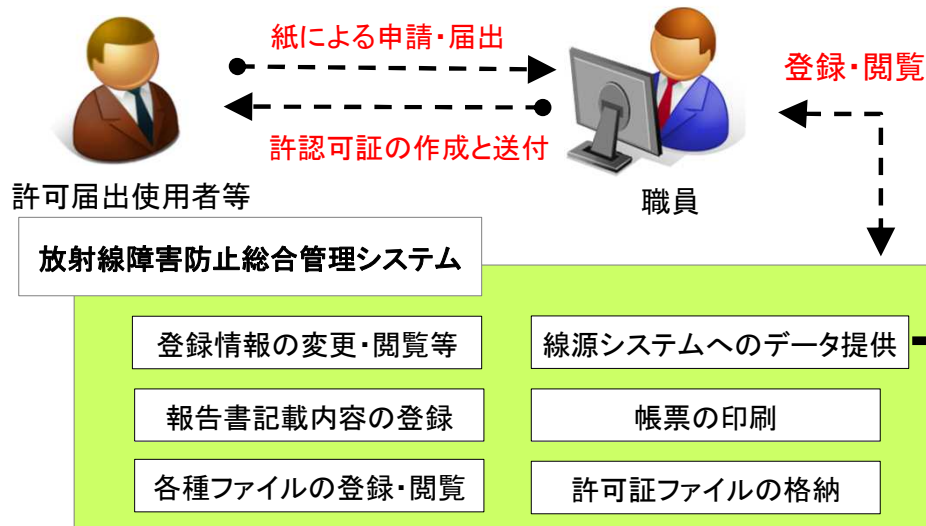 紙による申請・届出
登録・閲覧
許認可証の作成と送付
許可届出使用者等
職員
放射線障害防止総合管理システム
登録情報の変更・閲覧等
線源システムへのデータ提供
報告書記載内容の登録
帳票の印刷
各種ファイルの登録・閲覧
許可証ファイルの格納